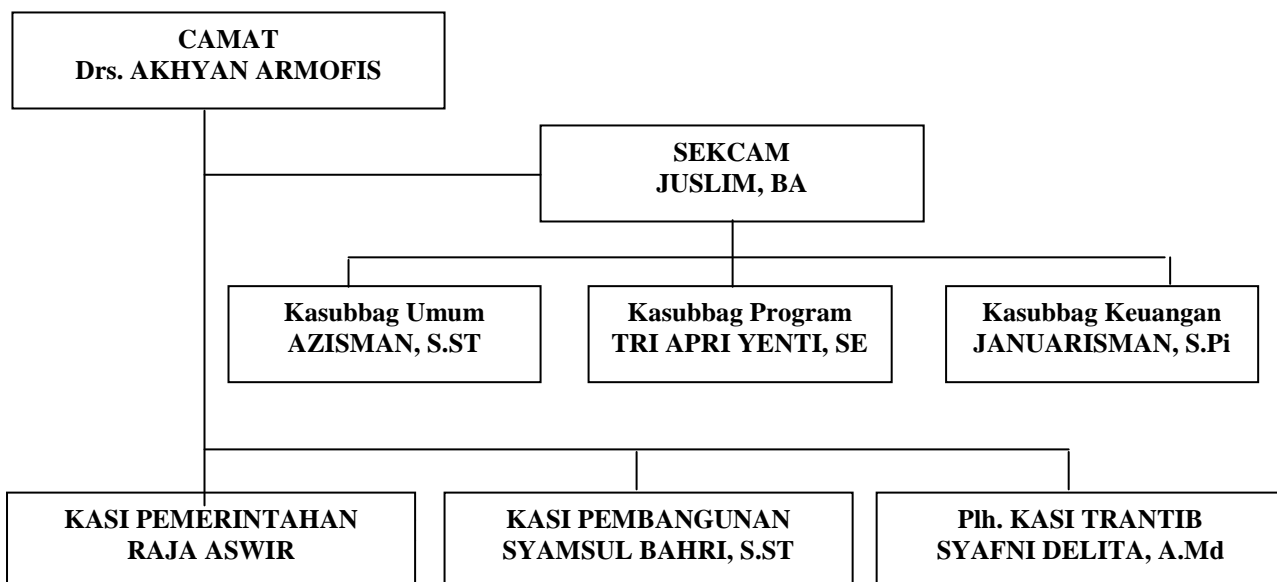 CAMAT
Drs. AKHYAN ARMOFIS
SEKCAM
JUSLIM, BA
Kasubbag Umum
AZISMAN, S.ST
Kasubbag Program
TRI APRI YENTI, SE
Kasubbag Keuangan
JANUARISMAN, S.Pi
KASI PEMERINTAHAN
RAJA ASWIR
KASI PEMBANGUNAN
SYAMSUL BAHRI, S.ST
Plh. KASI TRANTIB
SYAFNI DELITA, A.Md